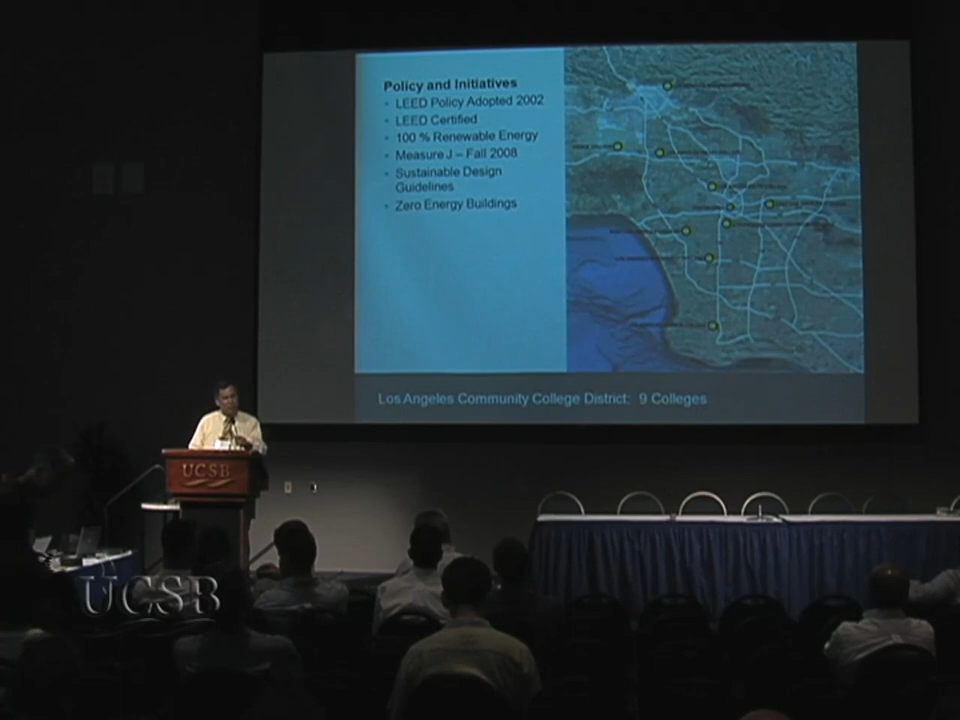 Policy and Initiatives
LEED Policy Adopted 2002
LEED Certified
100 % Renewable Energy
Measure J – Fall 2008
Sustainable Design
Guidelines
Zero Energy Buildings
Los Angeles Community College District: 9 Colleges
UCSB
UCSB